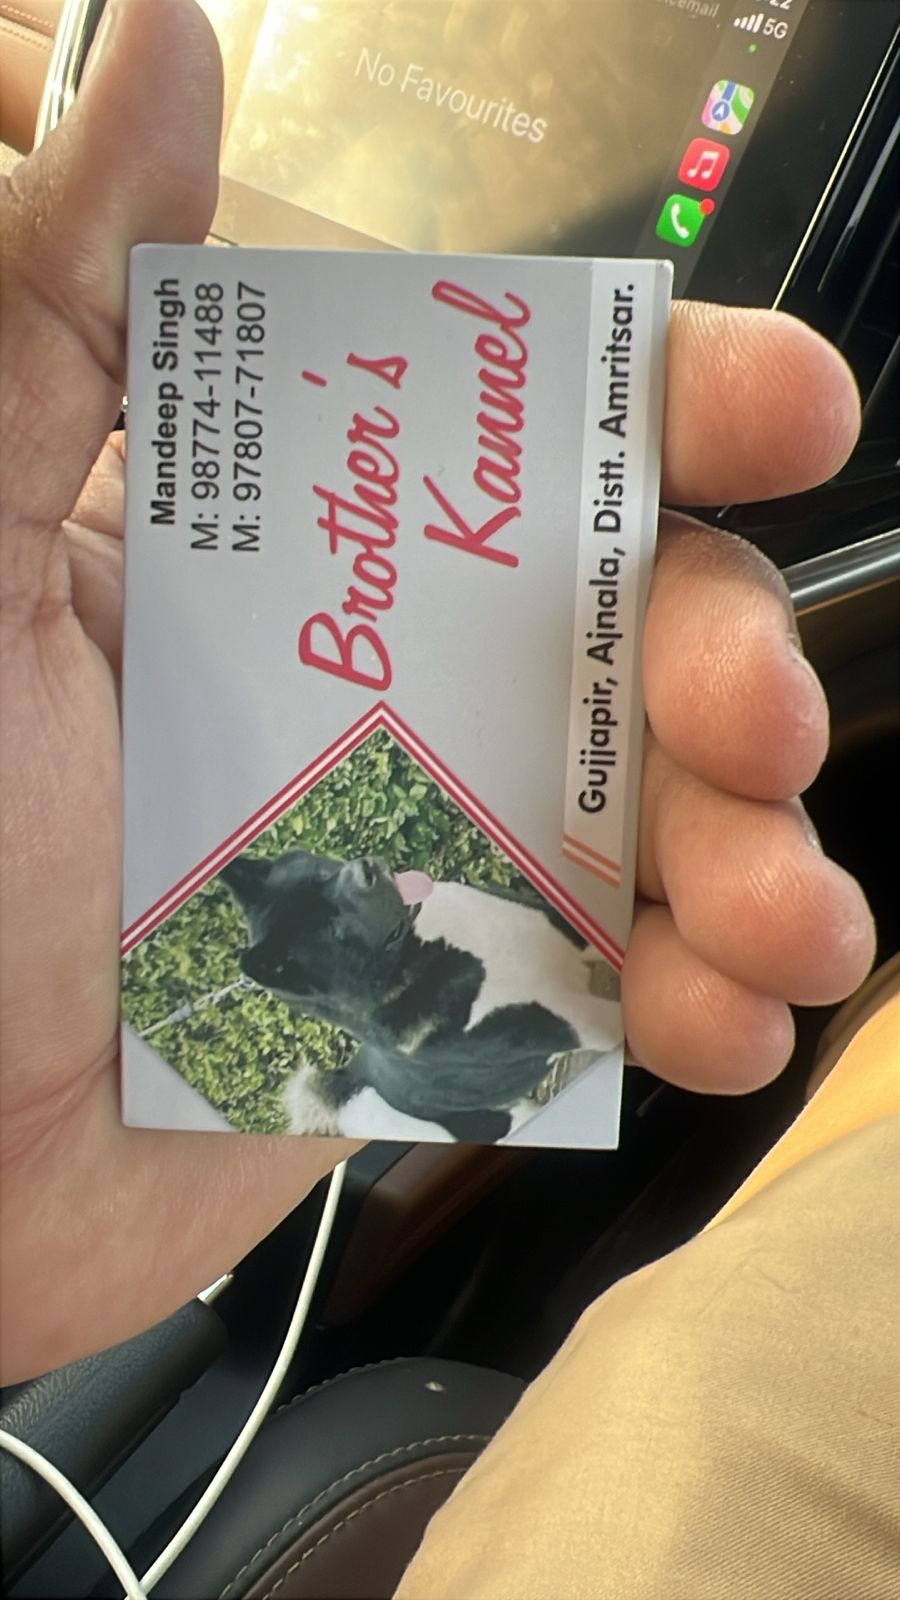 Mandeep Singh
M: 98774-11488
M: 97807-71807
Brother's
Kannel
Gujjapir, Ajnala, Distt. Amritsar.
No Favourites
5G